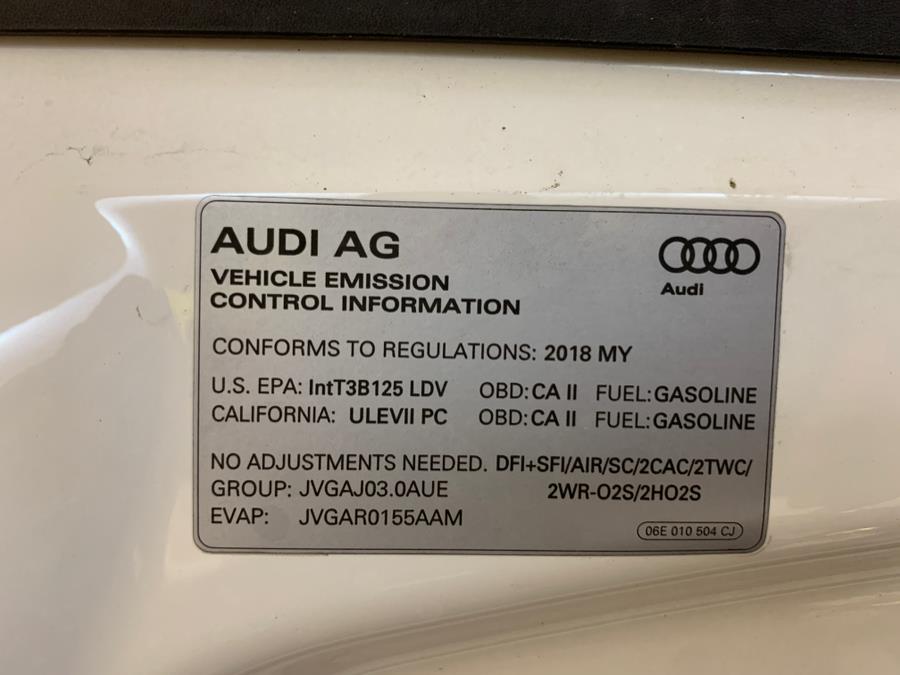 AUDI AG
Audi
VEHICLE EMISSION
CONTROL INFORMATION
CONFORMS TO REGULATIONS: 2018 MY
U.S. EPA: IntT3B125 LDV OBD: CA II FUEL: GASOLINE
CALIFORNIA: ULEVII PC OBD: CA II FUEL: GASOLINE
NO ADJUSTMENTS NEEDED. DFI+SFI/AIR/SC/2CAC/2TWC/
GROUP: JVGAJ03.0AUE 2WR-O2S/2HO2S
EVAP: JVGAR0155AAM
06E 010 504 CJ